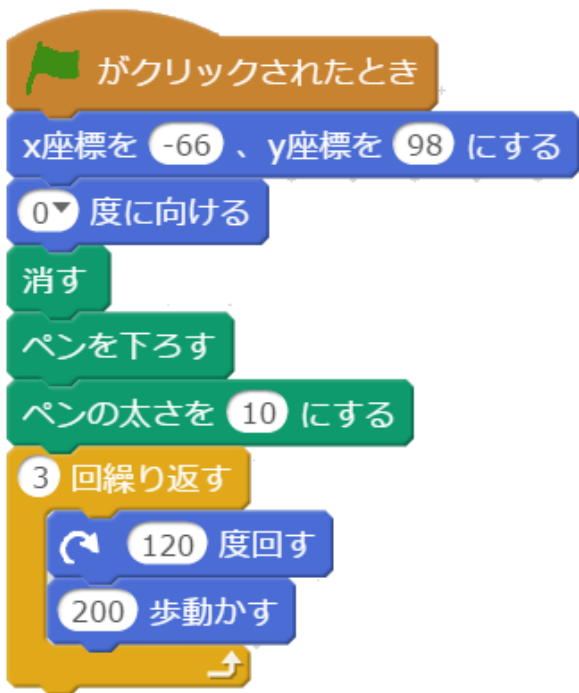 がクリックされたとき
x座標を -66 、y座標を 98 にする
0 度に向ける
消す
ペンを下ろす
ペンの太さを 10 にする
3 回繰り返す
120 度回す
200 歩動かす